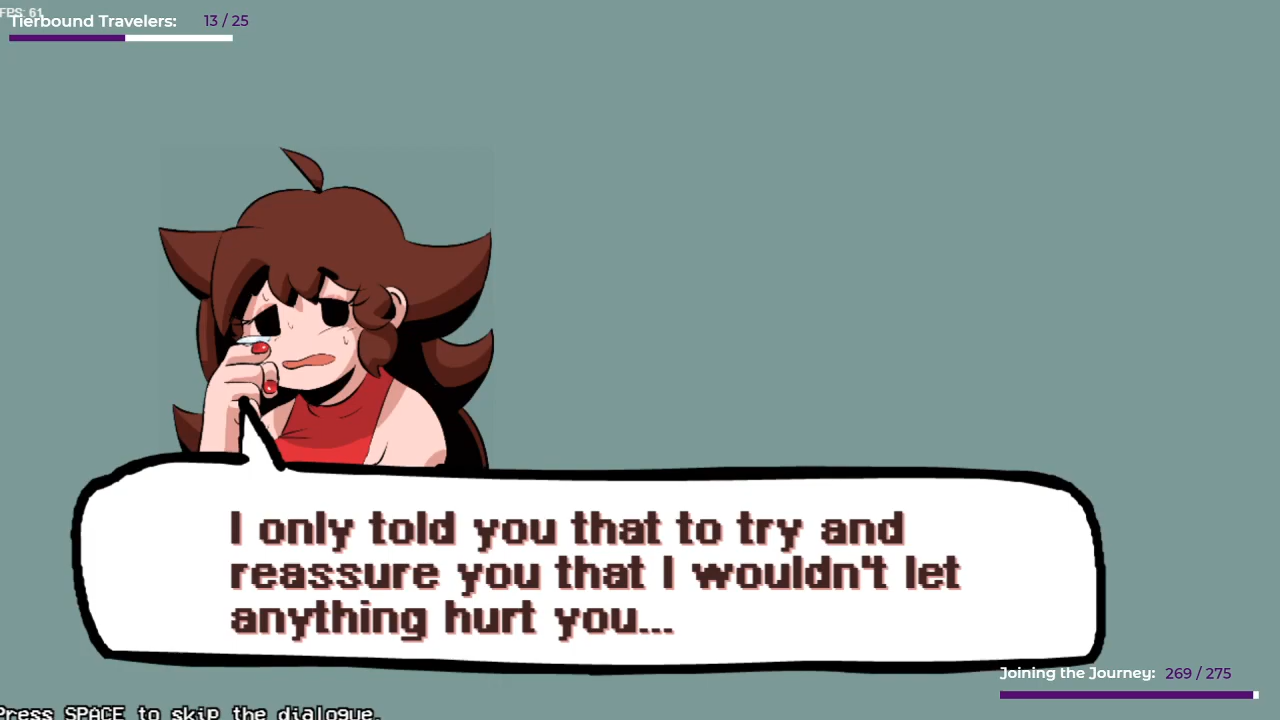 FPS: 61
Tierbound Travelers: 13 / 25
I only told you that to try and
reassure you that I wouldn't let
anything hurt you...
Joining the Journey: 269 / 275
Press SPACE to skip the dialogue.